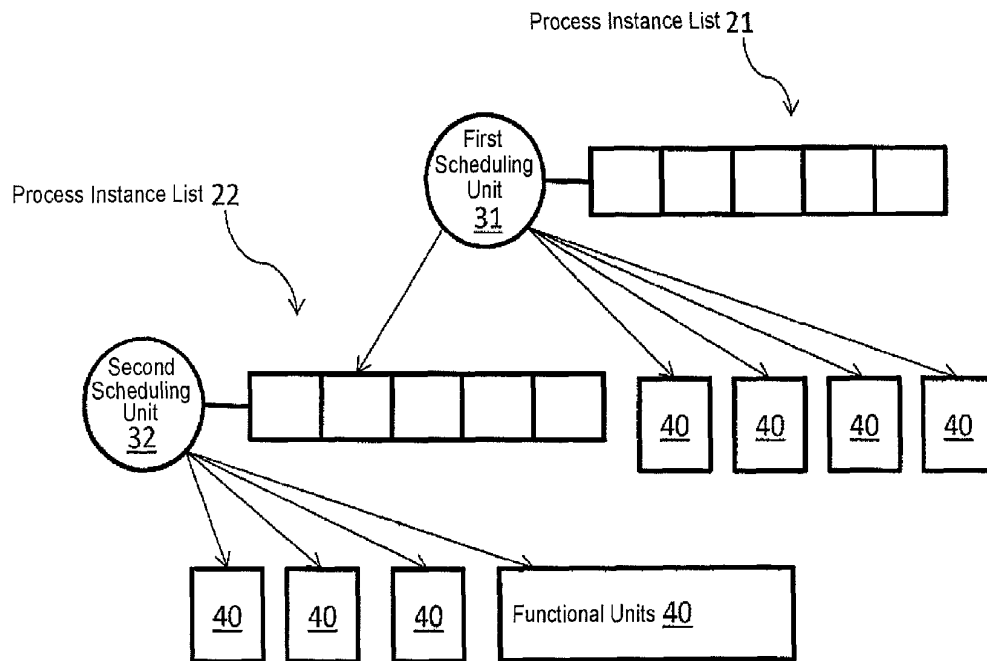 Process Instance List 21
First
Scheduling
Unit
31
Process Instance List 22
Second
Scheduling
Unit
32
40 40 40 40
40 40 40 Functional Units 40